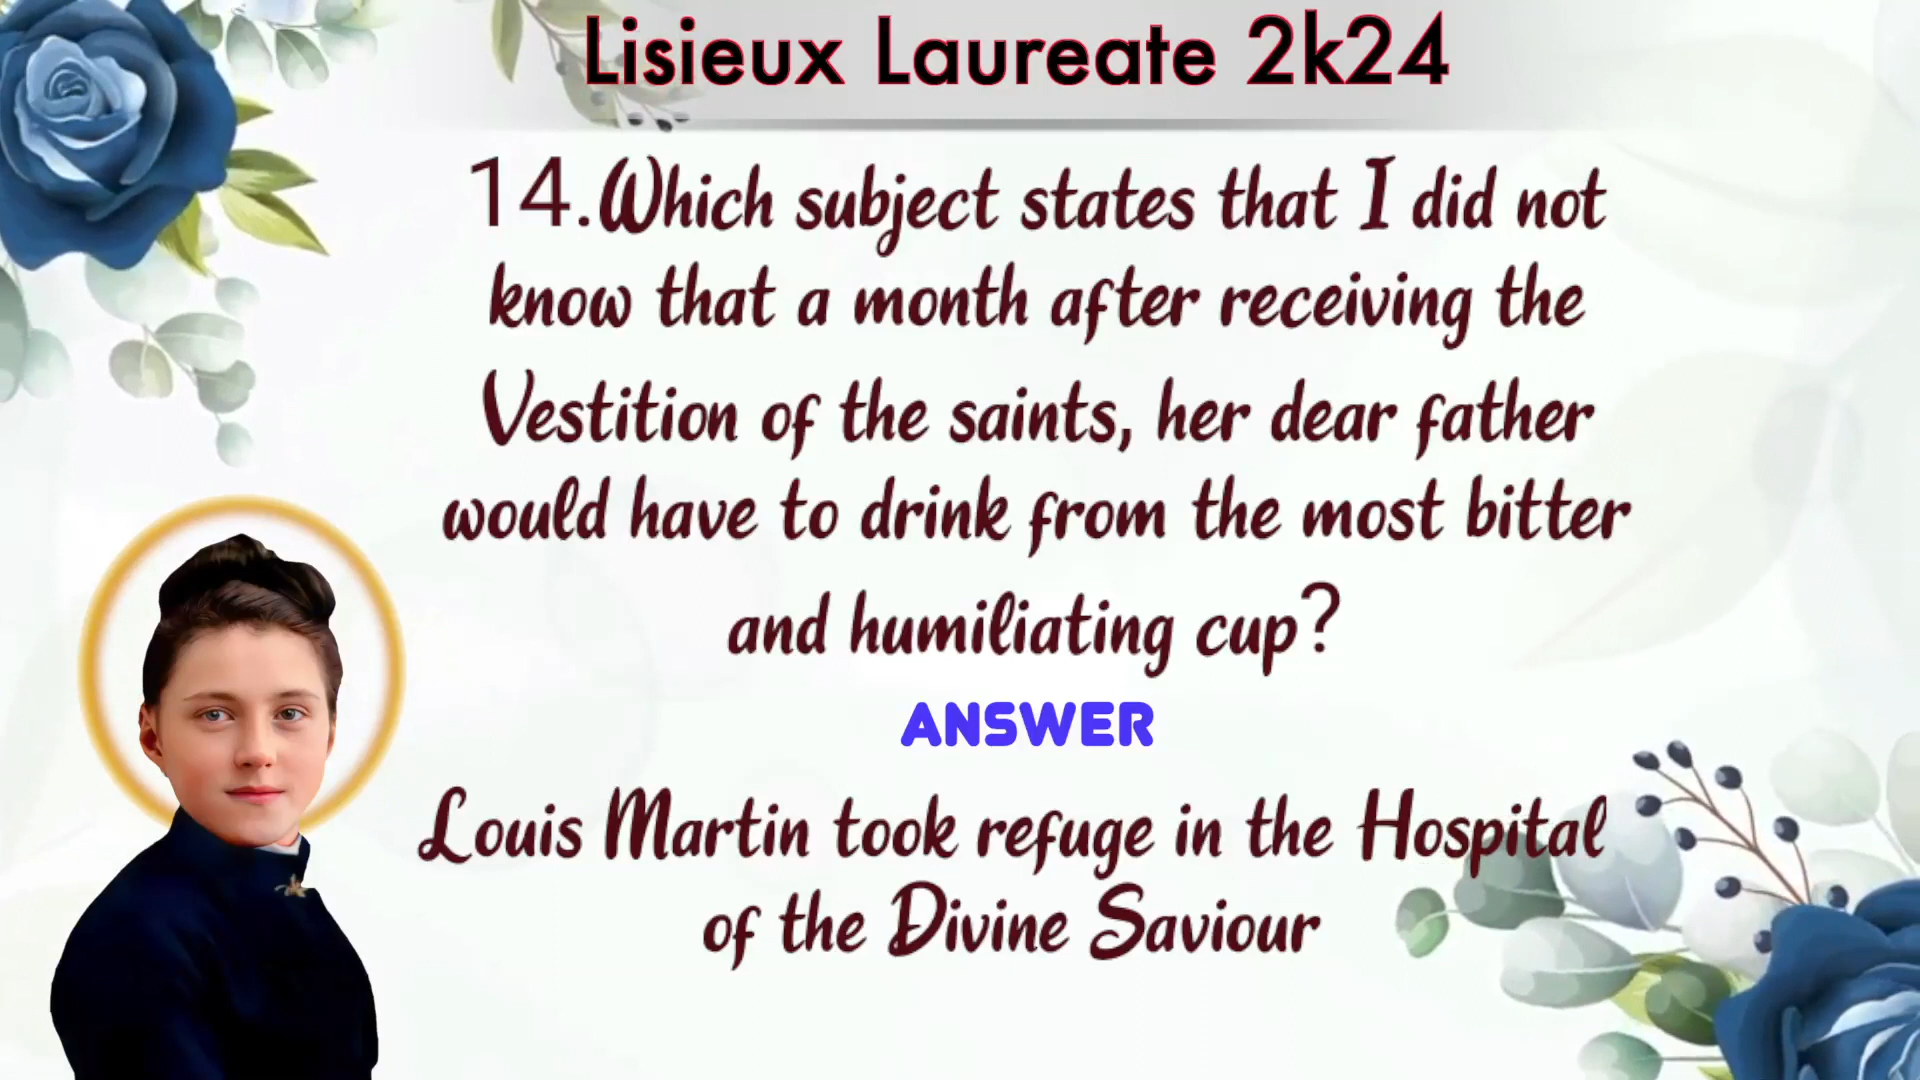 Lisieux Laureate 2k24
14.Which subject states that I did not
know that a month after receiving the
Vestition of the saints, her dear father
would have to drink from the most bitter
and humiliating cup?
ANSWER
Louis Martin took refuge in the Hospital
of the Divine Saviour